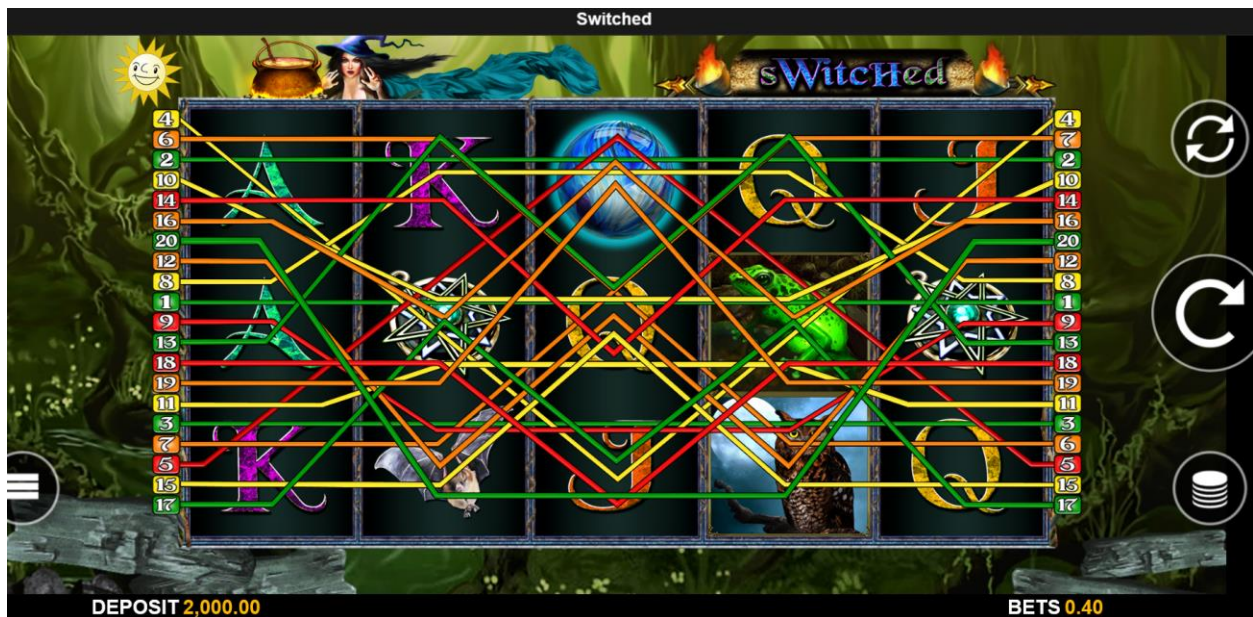 Switched
sWitcHed
4 4
6 7
2 2
10 A K Q J 10
14 14
16 16
20 20
12 12
8 8
1 1
9 A Q 9
13 13
18 18
19 19
11 11
3 3
7 6
5 K J Q 5
15 15
17 17
DEPOSIT 2,000.00 BETS 0.40